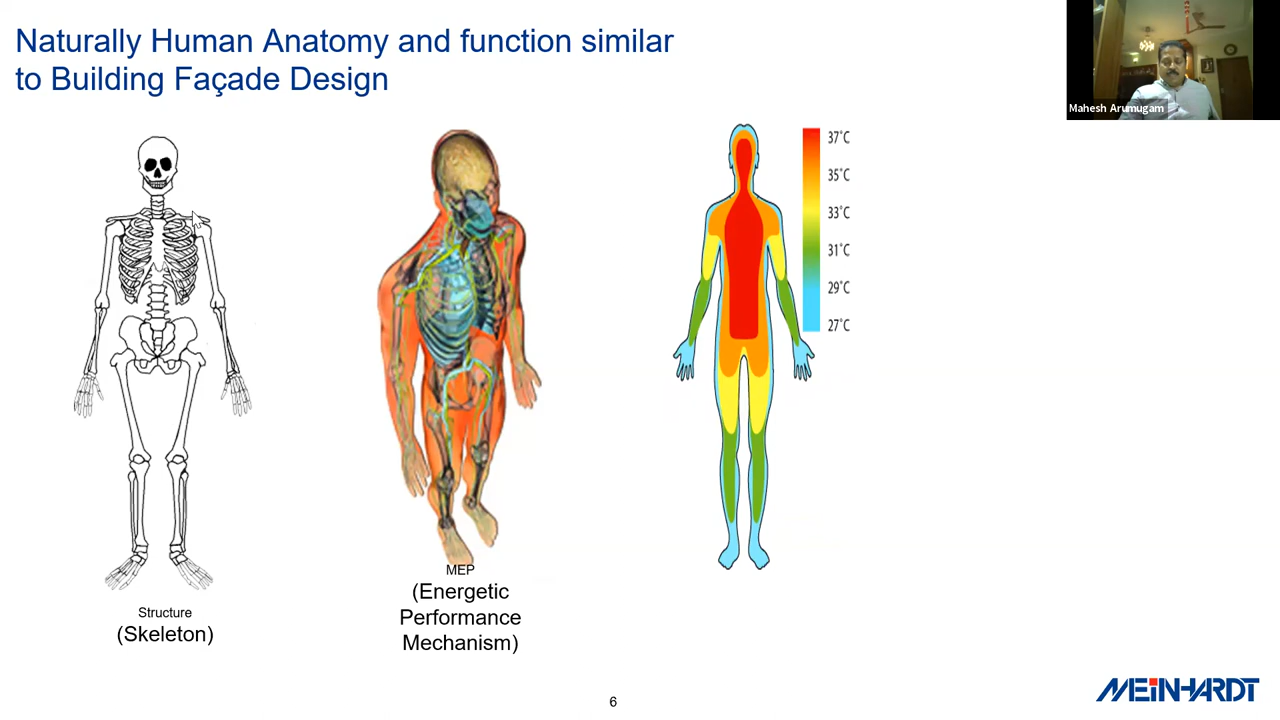 Naturally Human Anatomy and function similar
to Building Façade Design
Mahesh Arumugam
37°C
35°C
33°C
31°C
29°C
27°C
Structure
(Skeleton)
MEP
(Energetic
Performance
Mechanism)
6
MEINHARDT